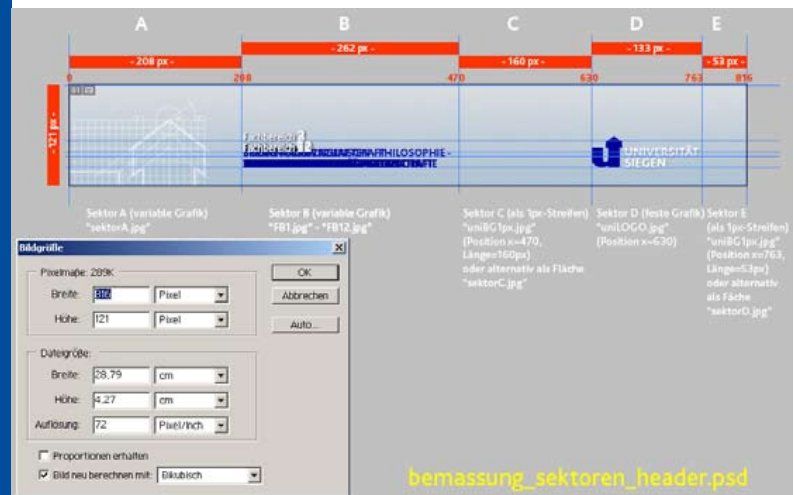 A B C D E
- 262 px - - 133 px -
- 208 px - - 160 px - - 53 px -
0 208 470 630 763 816
- 121 px -
01 02
Fachbereich
Fachbereich
UNIVERSITÄT
SIEGEN
Sektor A (variable Grafik)
"sektorA.jpg"
Sektor B (variable Grafik)
"FB1.jpg" - "FB12.jpg"
Sektor C (als 1px-Streifen)
"uniBG1px.jpg"
(Position x=470,
Länge=160px)
oder alternativ als Fläche
"sektorC.jpg"
Sektor D (feste Grafik)
"uniLOGO.jpg"
(Position x=630)
Sektor E
(als 1px-Streifen)
"uniBG1px.jpg"
(Position x=763,
Länge=53px)
oder alternativ
als Fäche
"sektorD.jpg"
Bildgröße
Pixelmaße: 289K
Breite: 816 Pixel
Höhe: 121 Pixel
OK
Abbrechen
Auto...
Dateigröße:
Breite: 28,79 cm
Höhe: 4,27 cm
Auflösung: 72 Pixel/Inch
Proportionen erhalten
Bild neu berechnen mit: Bikubisch
bemassung_sektoren_header.psd